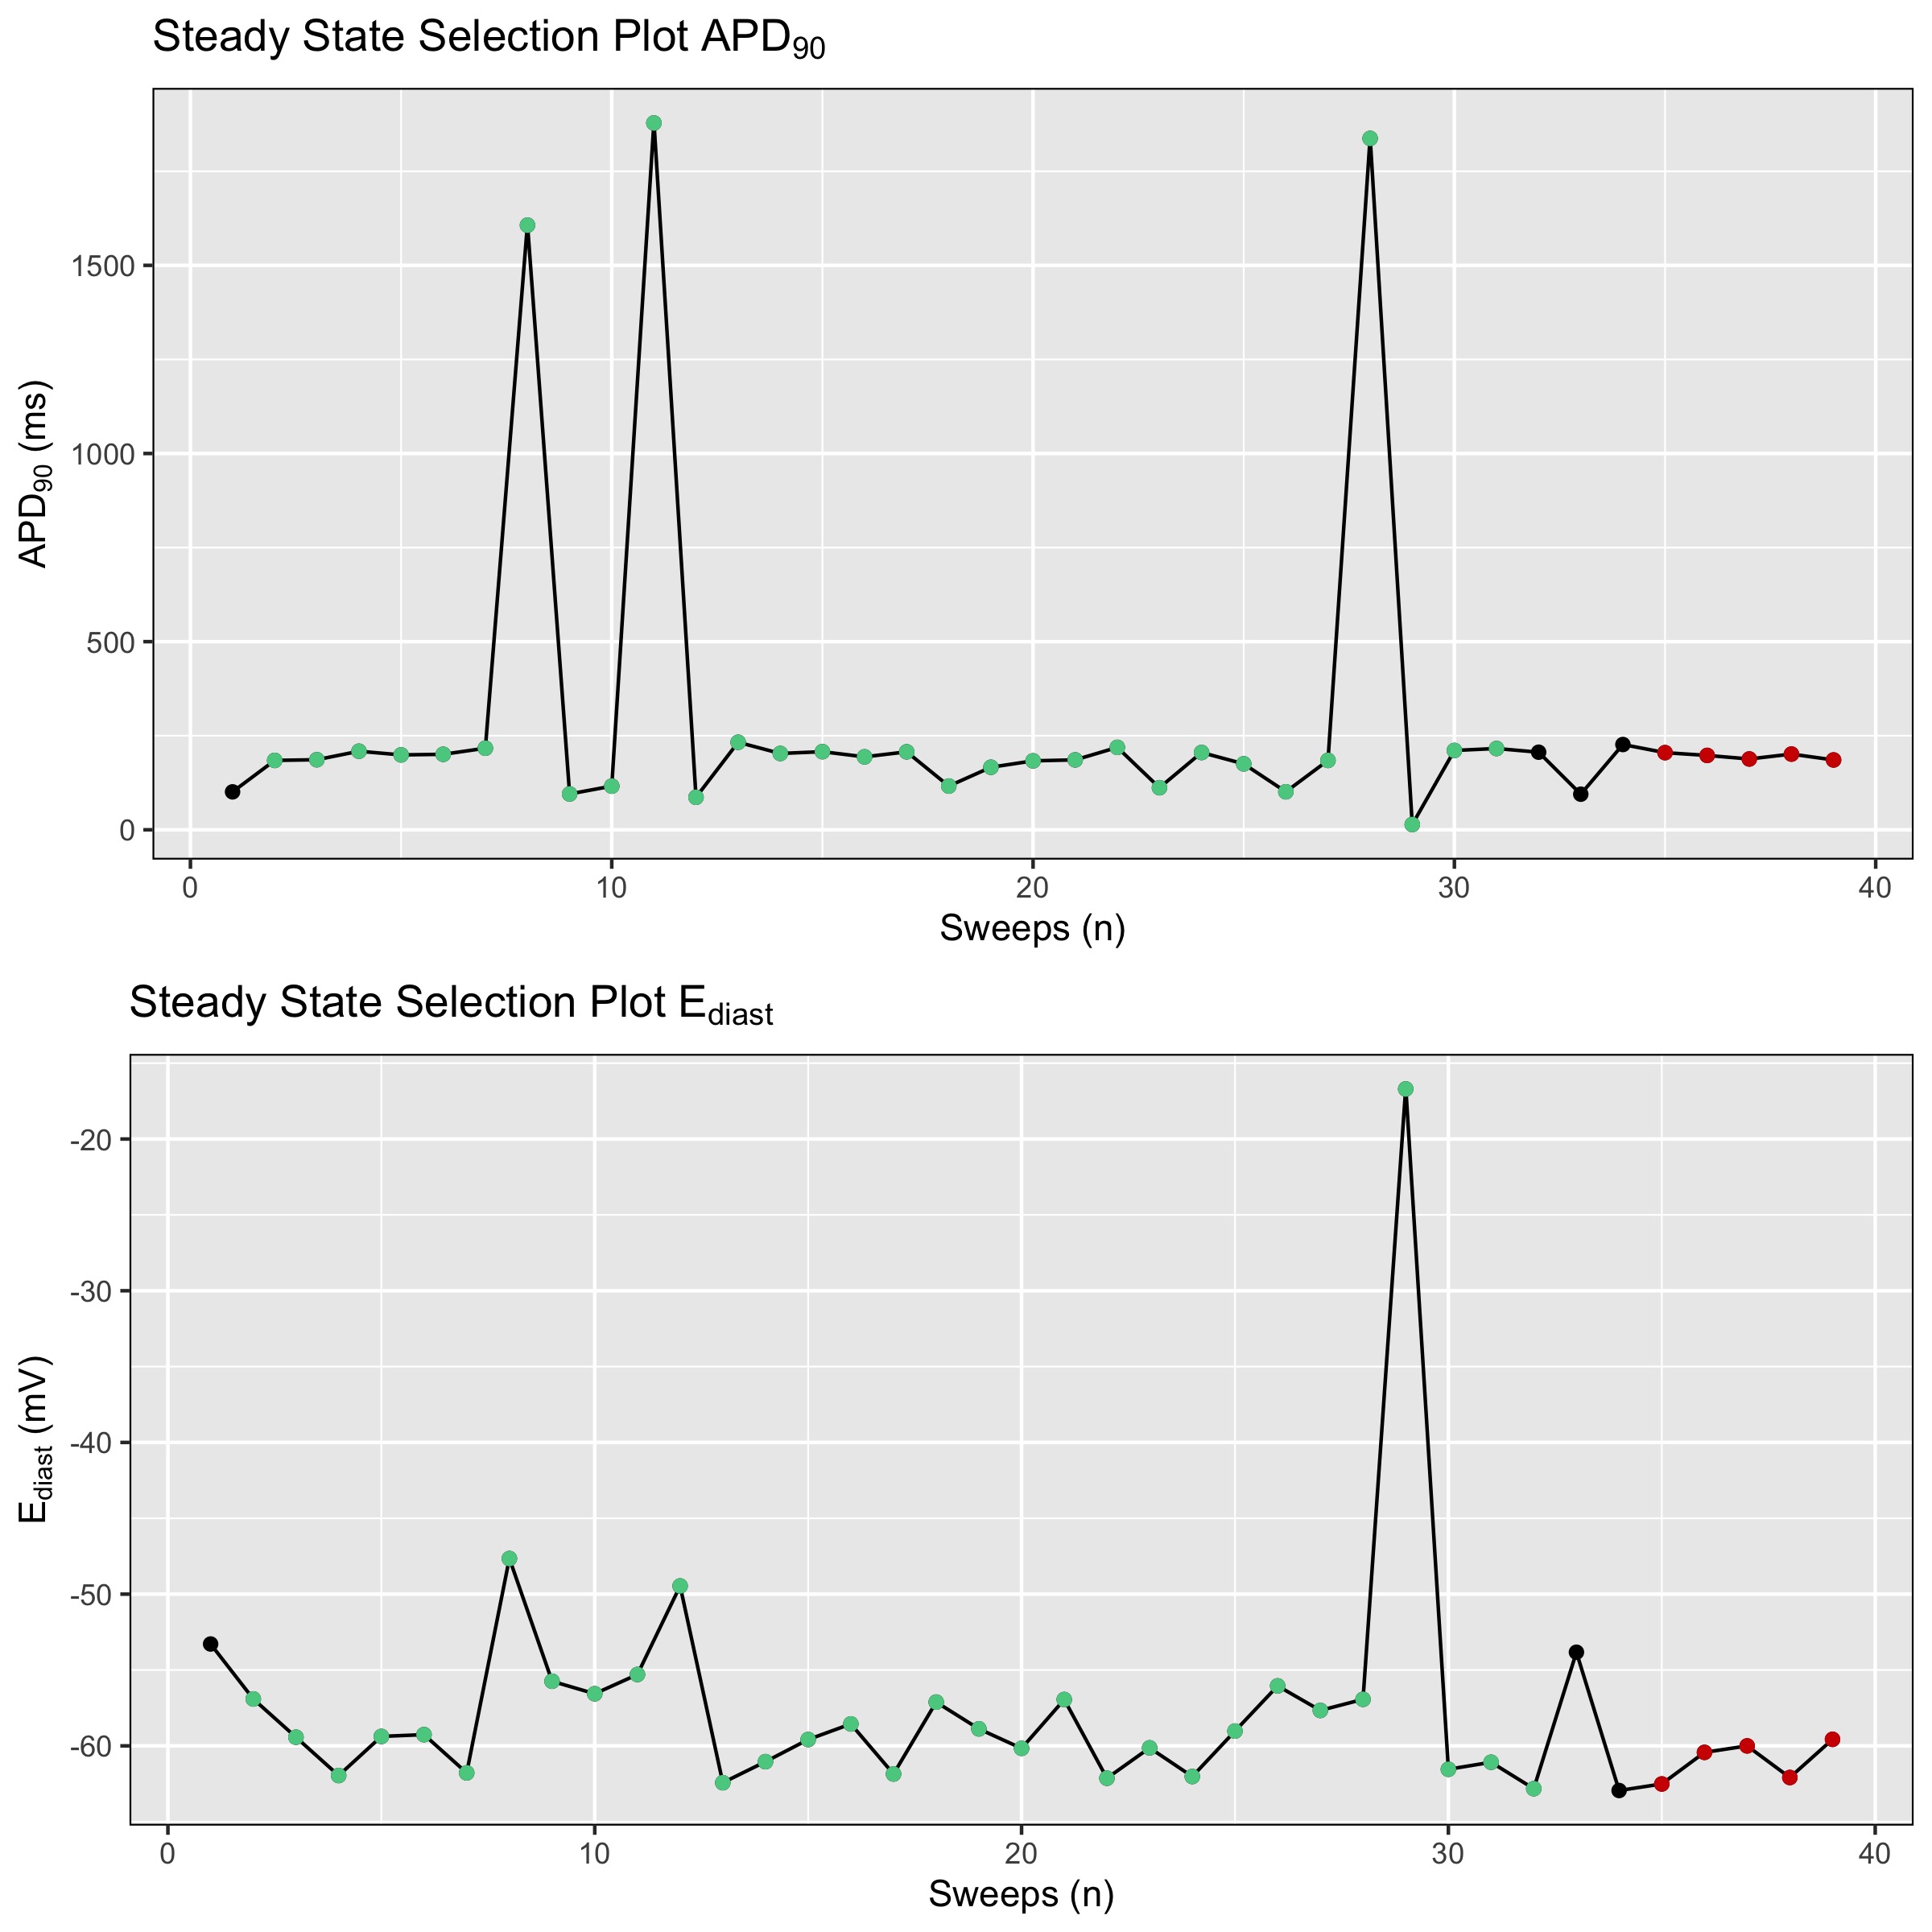 Steady State Selection Plot APD90
1500
1000
500
0
APD90 (ms)
0 10 20 30 40
Sweeps (n)
Steady State Selection Plot Ediast
-20
-30
-40
-50
-60
Ediast (mV)
0 10 20 30 40
Sweeps (n)